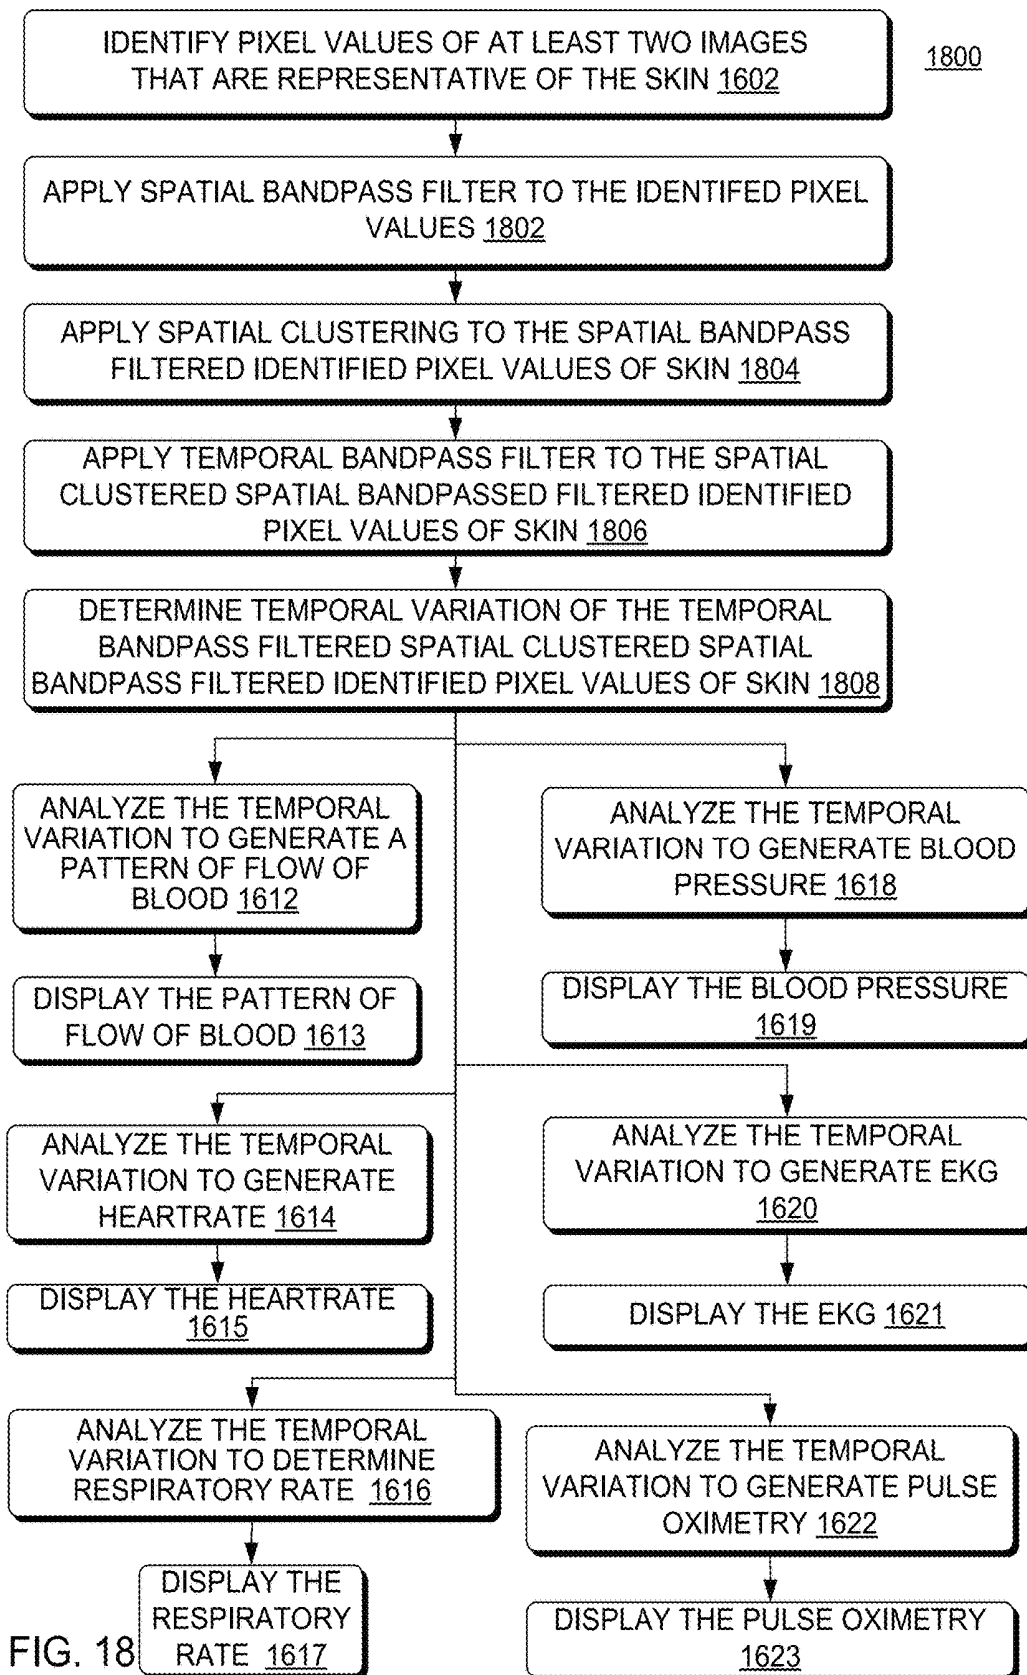 IDENTIFY PIXEL VALUES OF AT LEAST TWO IMAGES
THAT ARE REPRESENTATIVE OF THE SKIN 1602
1800
APPLY SPATIAL BANDPASS FILTER TO THE IDENTIFED PIXEL
VALUES 1802
APPLY SPATIAL CLUSTERING TO THE SPATIAL BANDPASS
FILTERED IDENTIFIED PIXEL VALUES OF SKIN 1804
APPLY TEMPORAL BANDPASS FILTER TO THE SPATIAL
CLUSTERED SPATIAL BANDPASSED FILTERED IDENTIFIED
PIXEL VALUES OF SKIN 1806
DETERMINE TEMPORAL VARIATION OF THE TEMPORAL
BANDPASS FILTERED SPATIAL CLUSTERED SPATIAL
BANDPASS FILTERED IDENTIFIED PIXEL VALUES OF SKIN 1808
ANALYZE THE TEMPORAL
VARIATION TO GENERATE A
PATTERN OF FLOW OF
BLOOD 1612
DISPLAY THE PATTERN OF
FLOW OF BLOOD 1613
ANALYZE THE TEMPORAL
VARIATION TO GENERATE BLOOD
PRESSURE 1618
DISPLAY THE BLOOD PRESSURE
1619
ANALYZE THE TEMPORAL
VARIATION TO GENERATE
HEARTRATE 1614
DISPLAY THE HEARTRATE
1615
ANALYZE THE TEMPORAL
VARIATION TO GENERATE EKG
1620
DISPLAY THE EKG 1621
ANALYZE THE TEMPORAL
VARIATION TO DETERMINE
RESPIRATORY RATE 1616
DISPLAY THE
RESPIRATORY
RATE 1617
ANALYZE THE TEMPORAL
VARIATION TO GENERATE PULSE
OXIMETRY 1622
DISPLAY THE PULSE OXIMETRY
1623
FIG. 18